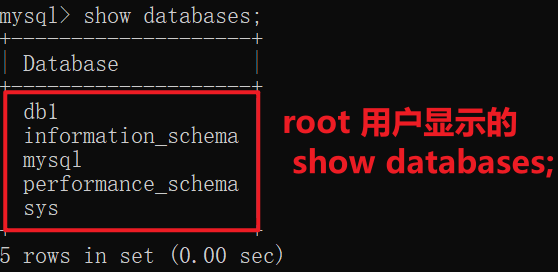 mysql> show databases;
+--------------------+
| Database |
+--------------------+
db1
information_schema
mysql
performance_schema
sys
root 用户显示的
show databases;
5 rows in set (0.00 sec)